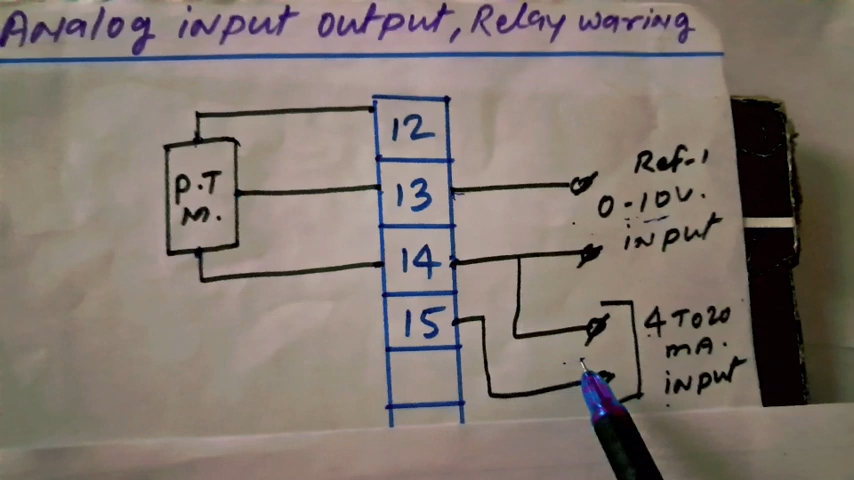 Analog input output, Relay waring
P.T
M.
12
13
14
15
Ref-1
0-10V.
input
4 TO 20
mA.
input